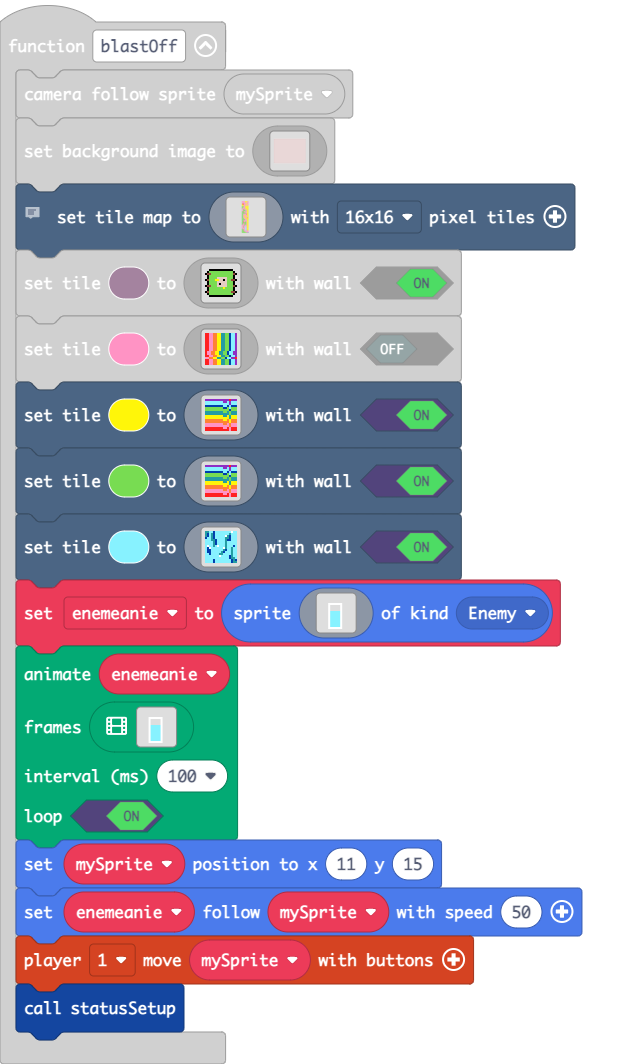 function blastOff
camera follow sprite mySprite
set background image to
set tile map to with 16x16 pixel tiles
set tile to with wall ON
set tile to with wall OFF
set tile to with wall ON
set tile to with wall ON
set tile to with wall ON
set enemeanie to sprite of kind Enemy
animate enemeanie
frames
interval (ms) 100
loop ON
set mySprite position to x 11 y 15
set enemeanie follow mySprite with speed 50
player 1 move mySprite with buttons
call statusSetup